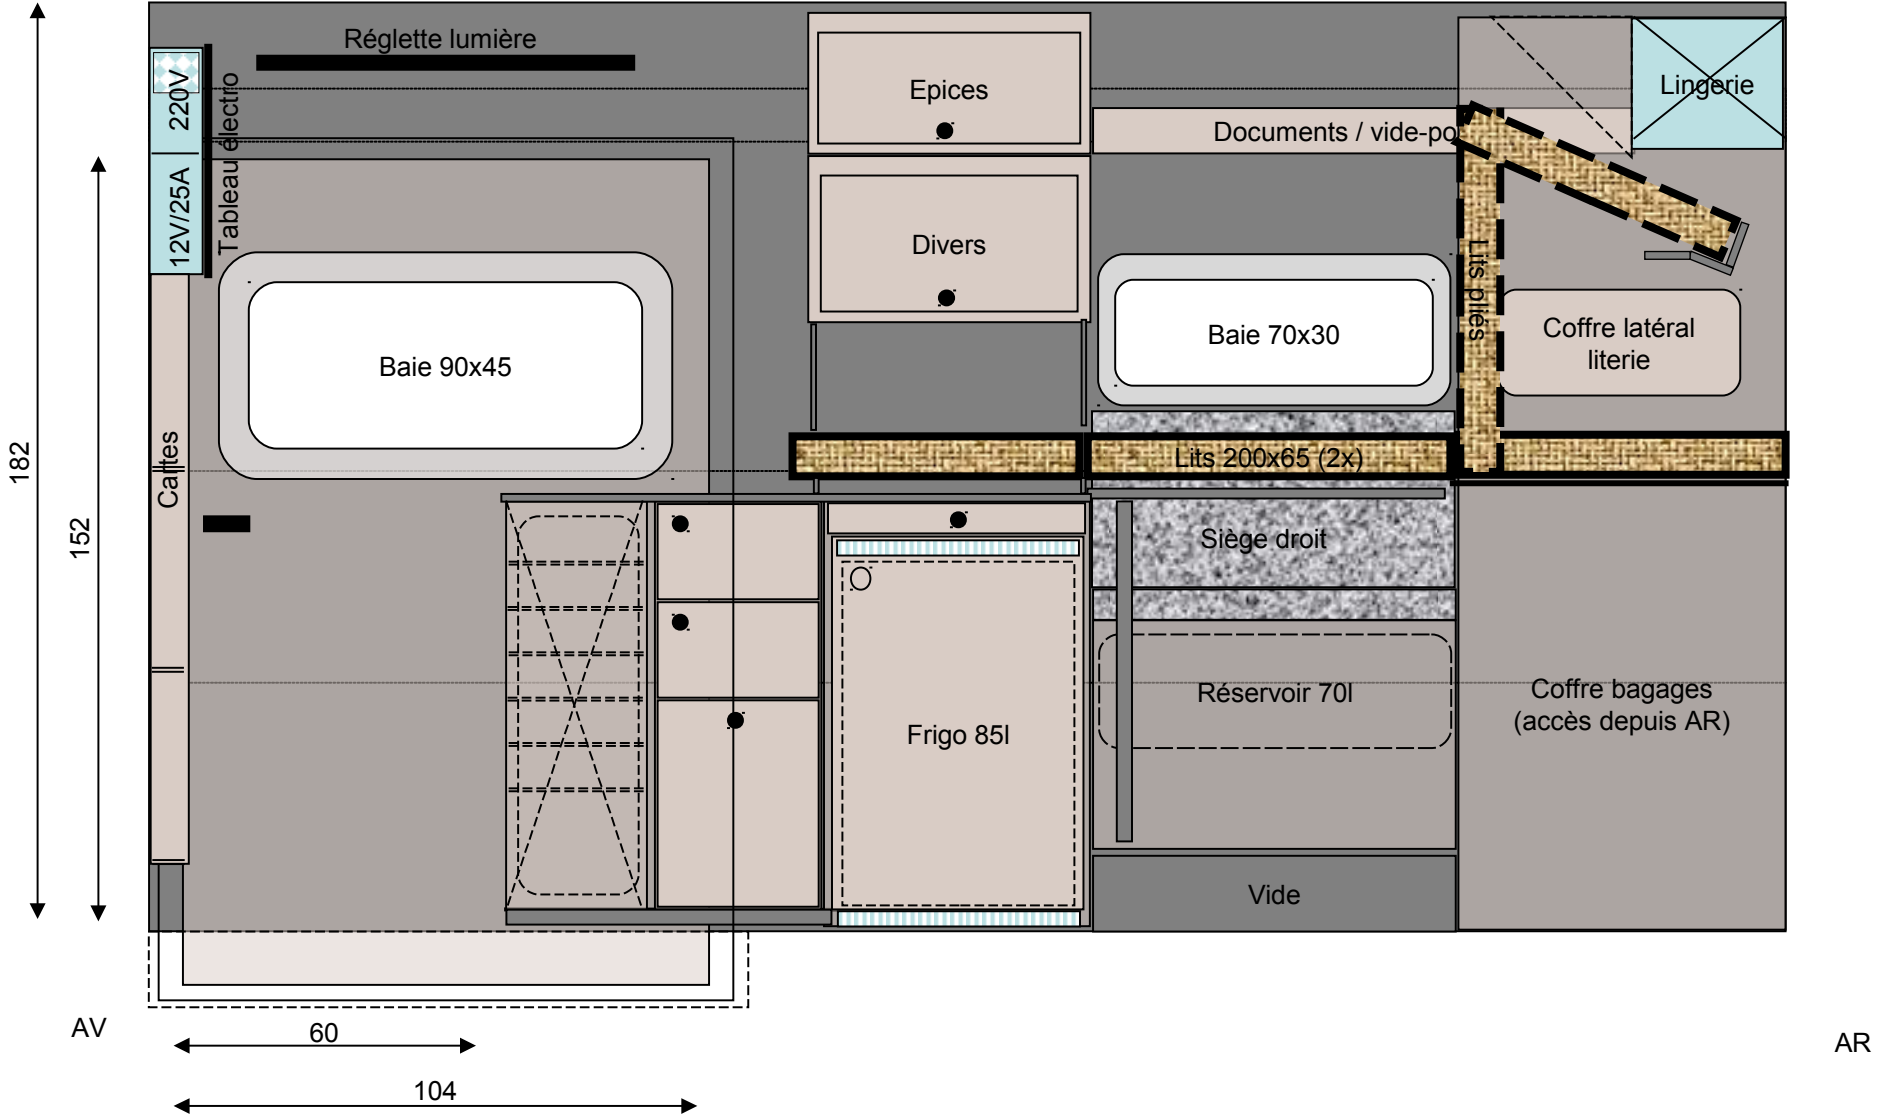 Réglette lumière
220V
Tableau électro
12V/25A
Epices
Lingerie
Documents / vide-po
Divers
Lits pliés
Baie 90x45
Baie 70x30
Coffre latéral
literie
182
152
Cartes
Lits 200x65 (2x)
Siège droit
Réservoir 70l
Coffre bagages
(accès depuis AR)
Frigo 85l
Vide
AV
60
AR
104